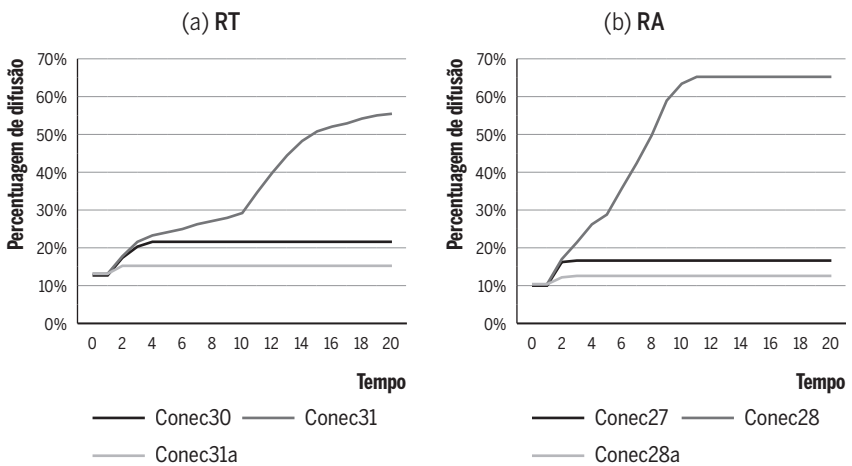 (a) RT
Percentuagem de difusão
70%
60%
50%
40%
30%
20%
10%
0%
0 2 4 6 8 10 12 14 16 18 20
Tempo
Conec30 Conec31
Conec31a
(b) RA
Percentuagem de difusão
70%
60%
50%
40%
30%
20%
10%
0%
0 2 4 6 8 10 12 14 16 18 20
Tempo
Conec27 Conec28
Conec28a